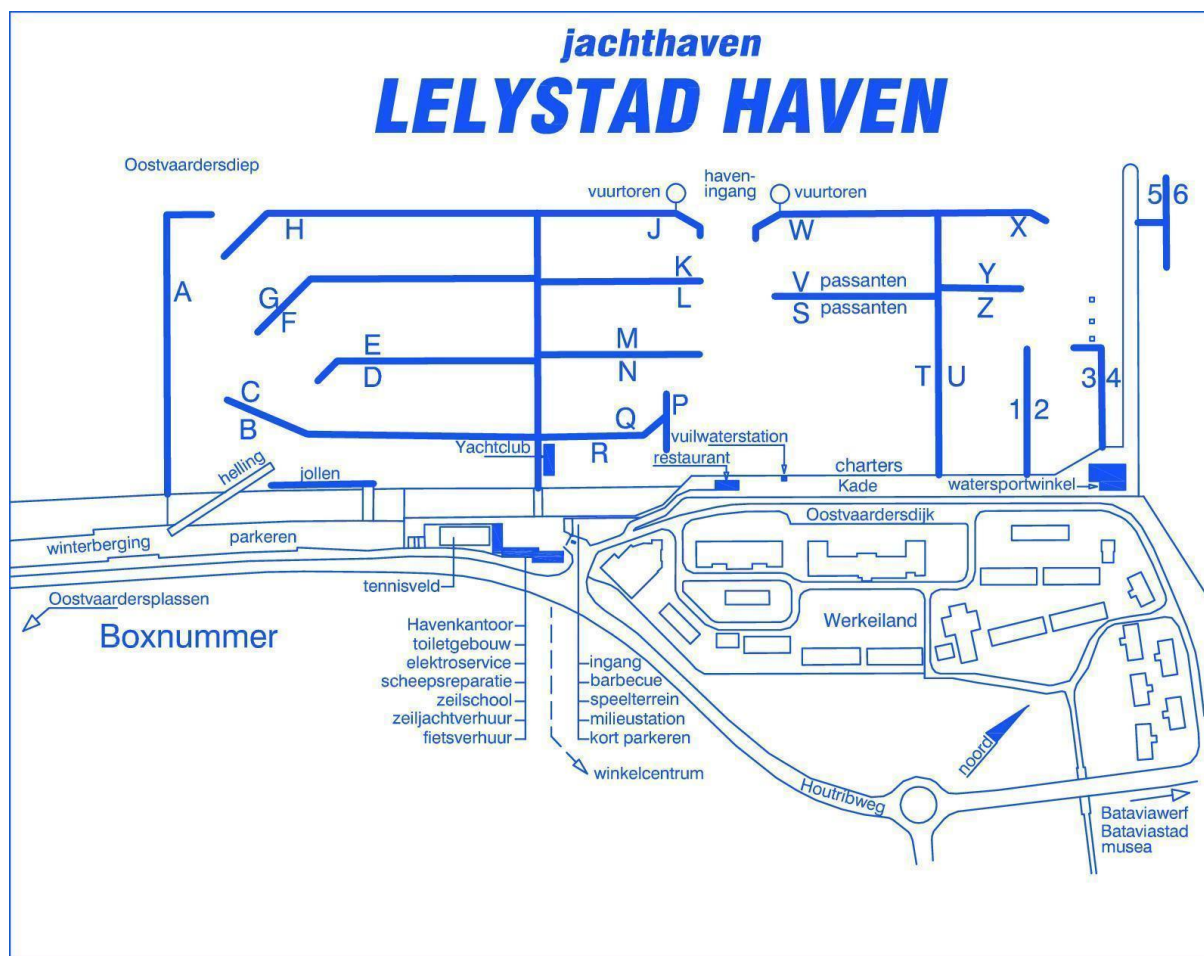 jachthaven
LELYSTAD HAVEN
Oostvaardersdiep
vuurtoren
haven-
ingang
vuurtoren
5 6
H
J
W
X
A
K
L
G
F
V passanten
S passanten
Y
Z
E
D
M
N
T U
3 4
C
B
Q
P
R
1 2
Yachtclub
vuilwaterstation
restaurant
charters
Kade
watersportwinkel
helling
jollen
Oostvaardersdijk
winterberging
parkeren
tennisveld
Oostvaardersplassen
Boxnummer
Werkeiland
Havenkantoor
toiletgebouw
elektroservice
scheepsreparatie
zeilschool
zeiljachtverhuur
fietsverhuur
ingang
barbecue
speelterrein
milieustation
kort parkeren
winkelcentrum
noord
Houtribweg
Bataviawerf
Bataviastad
musea